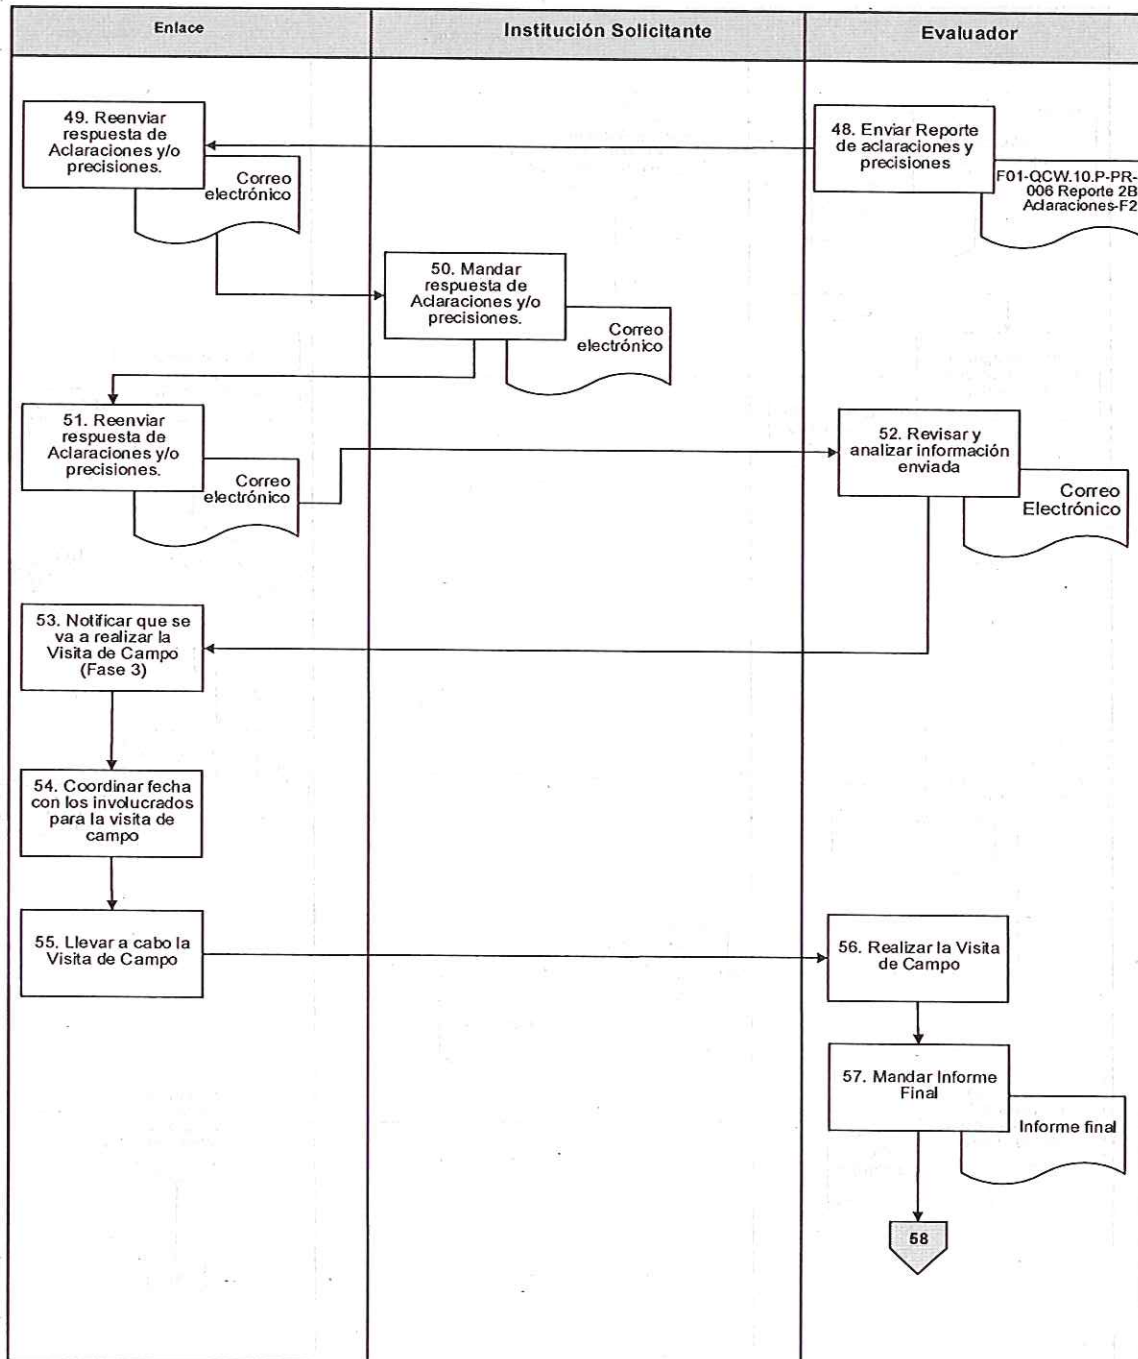 Enlace
Institución Solicitante
Evaluador
48. Enviar Reporte
de aclaraciones y
precisiones
F01-QCW.10.P-PR-
006 Reporte 2B
Aclaraciones-F2
49. Reenviar
respuesta de
Aclaraciones y/o
precisiones.
Correo
electrónico
50. Mandar
respuesta de
Aclaraciones y/o
precisiones.
Correo
electrónico
51. Reenviar
respuesta de
Aclaraciones y/o
precisiones.
Correo
electrónico
52. Revisar y
analizar información
enviada
Correo
Electrónico
53. Notificar que se
va a realizar la
Visita de Campo
(Fase 3)
54. Coordinar fecha
con los involucrados
para la visita de
campo
55. Llevar a cabo la
Visita de Campo
56. Realizar la Visita
de Campo
57. Mandar Informe
Final
Informe final
58